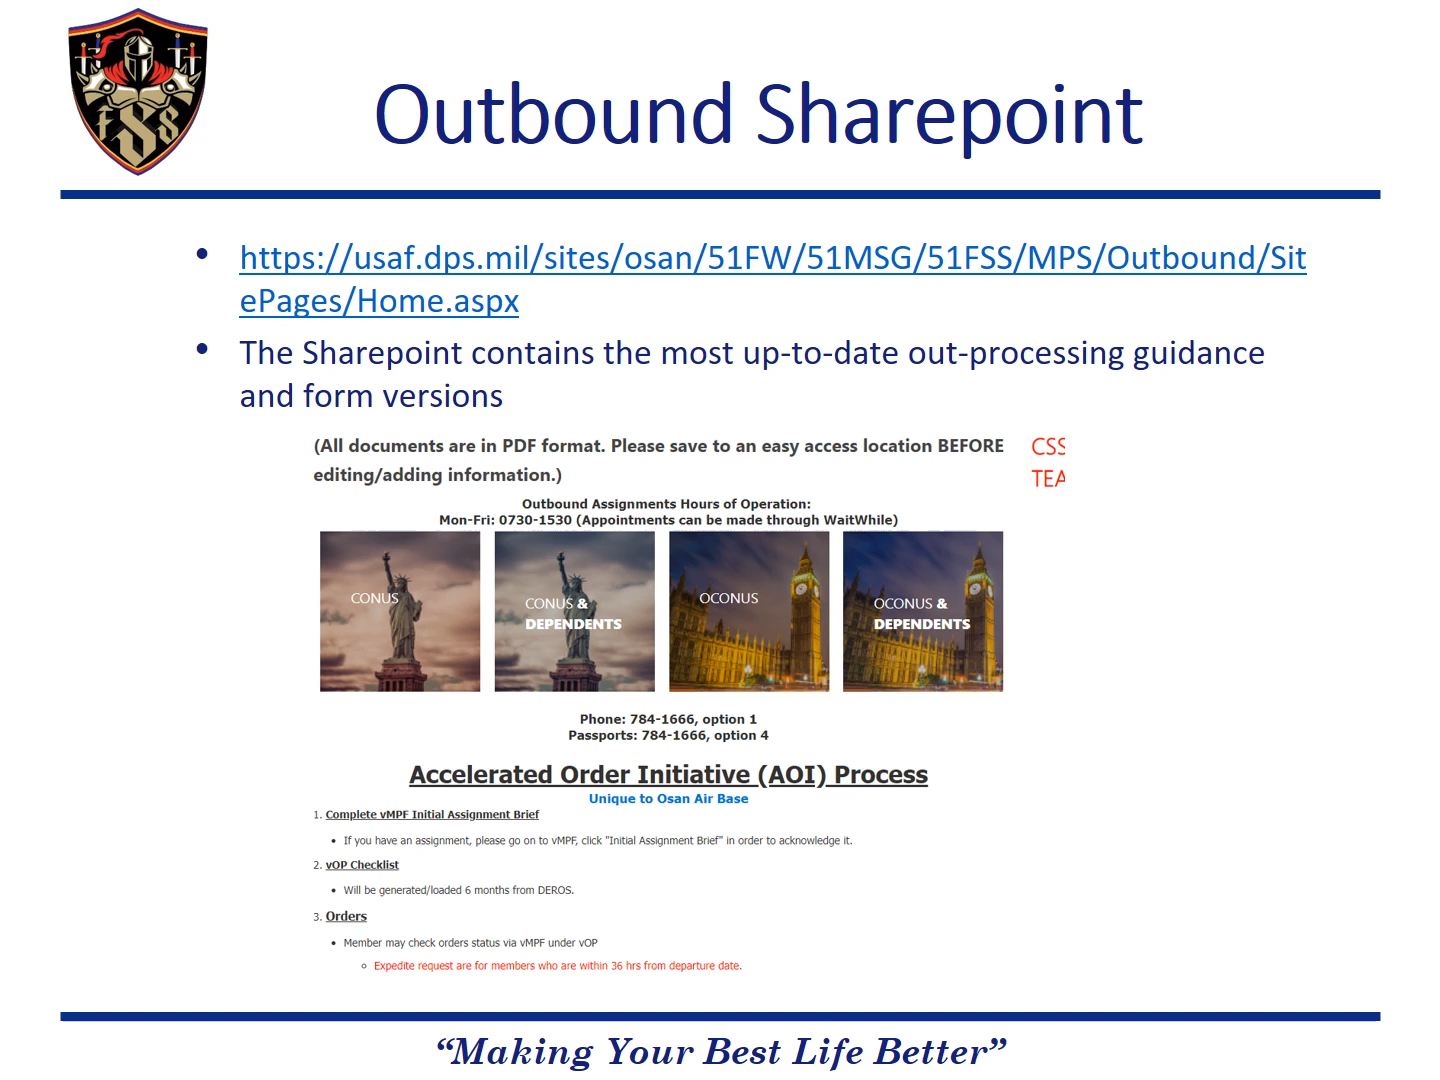 FSS
Outbound Sharepoint
• https://usaf.dps.mil/sites/osan/51FW/51MSG/51FSS/MPS/Outbound/Sit
ePages/Home.aspx
• The Sharepoint contains the most up-to-date out-processing guidance
and form versions
(All documents are in PDF format. Please save to an easy access location BEFORE
editing/adding information.)
CSS
TEA
Outbound Assignments Hours of Operation:
Mon-Fri: 0730-1530 (Appointments can be made through WaitWhile)
CONUS
CONUS &
DEPENDENTS
OCONUS
OCONUS &
DEPENDENTS
Phone: 784-1666, option 1
Passports: 784-1666, option 4
Accelerated Order Initiative (AOI) Process
Unique to Osan Air Base
1. Complete vMPF Initial Assignment Brief
• If you have an assignment, please go on to vMPF, click "Initial Assignment Brief" in order to acknowledge it.
2. vOP Checklist
• Will be generated/loaded 6 months from DEROS.
3. Orders
• Member may check orders status via vMPF under vOP
○ Expedite request are for members who are within 36 hrs from departure date.
“Making Your Best Life Better”